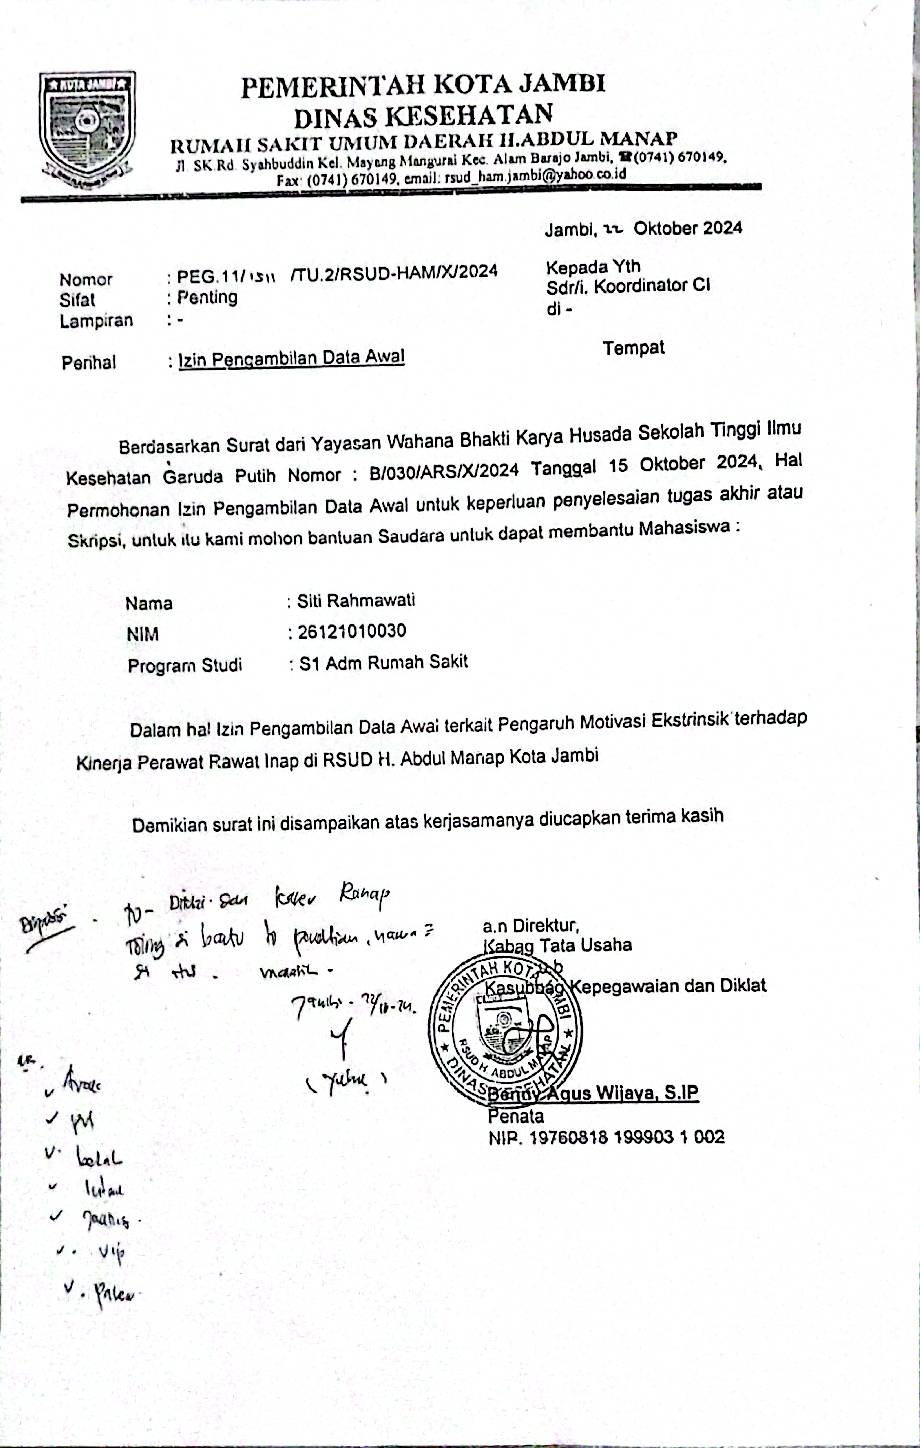 KOTA JAMBI
PEMERINTAH KOTA JAMBI
DINAS KESEHATAN
RUMAH SAKIT UMUM DAERAH H.ABDUL MANAP
Jl. SK.Rd. Syahbuddin Kel. Mayang Mangurai Kec. Alam Barajo Jambi, ☎(0741) 670149,
Fax: (0741) 670149, email: rsud_ham.jambi@yahoo.co.id
Jambi, 22 Oktober 2024
Nomor : PEG.11/ /TU.2/RSUD-HAM/X/2024
Sifat : Penting
Lampiran : -
Perihal : Izin Pengambilan Data Awal
Kepada Yth
Sdr/i. Koordinator CI
di -
Tempat
Berdasarkan Surat dari Yayasan Wahana Bhakti Karya Husada Sekolah Tinggi Ilmu
Kesehatan Garuda Putih Nomor : B/030/ARS/X/2024 Tanggal 15 Oktober 2024, Hal
Permohonan Izin Pengambilan Data Awal untuk keperluan penyelesaian tugas akhir atau
Skripsi, untuk itu kami mohon bantuan Saudara untuk dapat membantu Mahasiswa :
Nama : Siti Rahmawati
NIM : 26121010030
Program Studi : S1 Adm Rumah Sakit
Dalam hal Izin Pengambilan Data Awal terkait Pengaruh Motivasi Ekstrinsik terhadap
Kinerja Perawat Rawat Inap di RSUD H. Abdul Manap Kota Jambi
Demikian surat ini disampaikan atas kerjasamanya diucapkan terima kasih
Ranap
a.n Direktur,
Kabag Tata Usaha
u.b
Kasubbag Kepegawaian dan Diklat
PEMERINTAH KOTA JAMBI
RSUD H. ABDUL MANAP
DINAS KESEHATAN
Bendy Agus Wijaya, S.IP
Penata
NIP. 19760818 199903 1 002
VIP